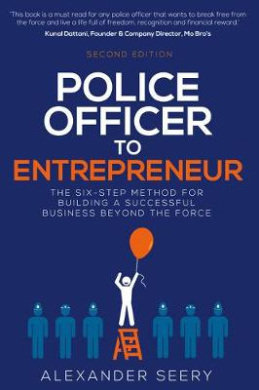 "This book is a must read for any police officer that wants to break free from
the force and live a life full of freedom, recognition and financial reward."
Kunal Dattani, Founder & Company Director, Mo Bro's
SECOND EDITION
POLICE
OFFICER
TO
ENTREPRENEUR
THE SIX-STEP METHOD FOR
BUILDING A SUCCESSFUL
BUSINESS BEYOND THE FORCE
ALEXANDER SEERY